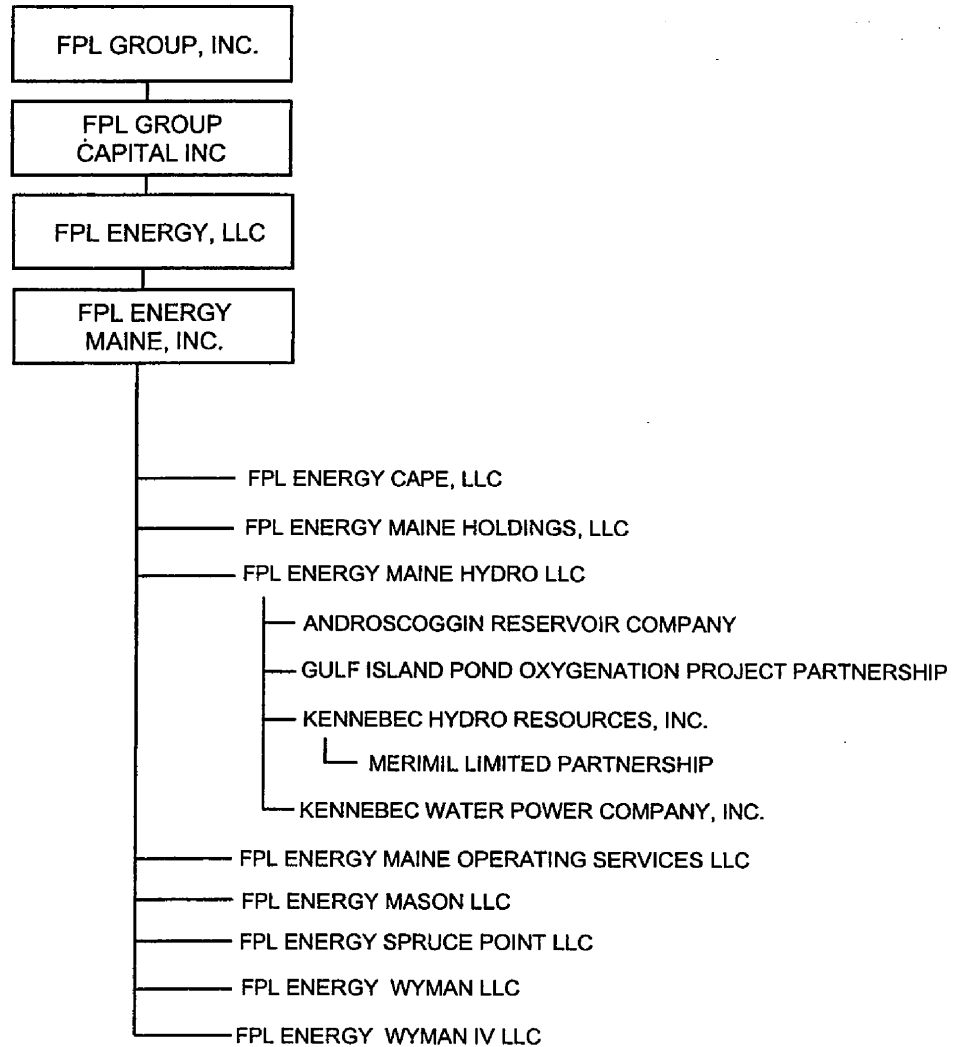 FPL GROUP, INC.
FPL GROUP
CAPITAL INC
FPL ENERGY, LLC
FPL ENERGY
MAINE, INC.
FPL ENERGY CAPE, LLC
FPL ENERGY MAINE HOLDINGS, LLC
FPL ENERGY MAINE HYDRO LLC
ANDROSCOGGIN RESERVOIR COMPANY
GULF ISLAND POND OXYGENATION PROJECT PARTNERSHIP
KENNEBEC HYDRO RESOURCES, INC.
MERIMIL LIMITED PARTNERSHIP
KENNEBEC WATER POWER COMPANY, INC.
FPL ENERGY MAINE OPERATING SERVICES LLC
FPL ENERGY MASON LLC
FPL ENERGY SPRUCE POINT LLC
FPL ENERGY WYMAN LLC
FPL ENERGY WYMAN IV LLC